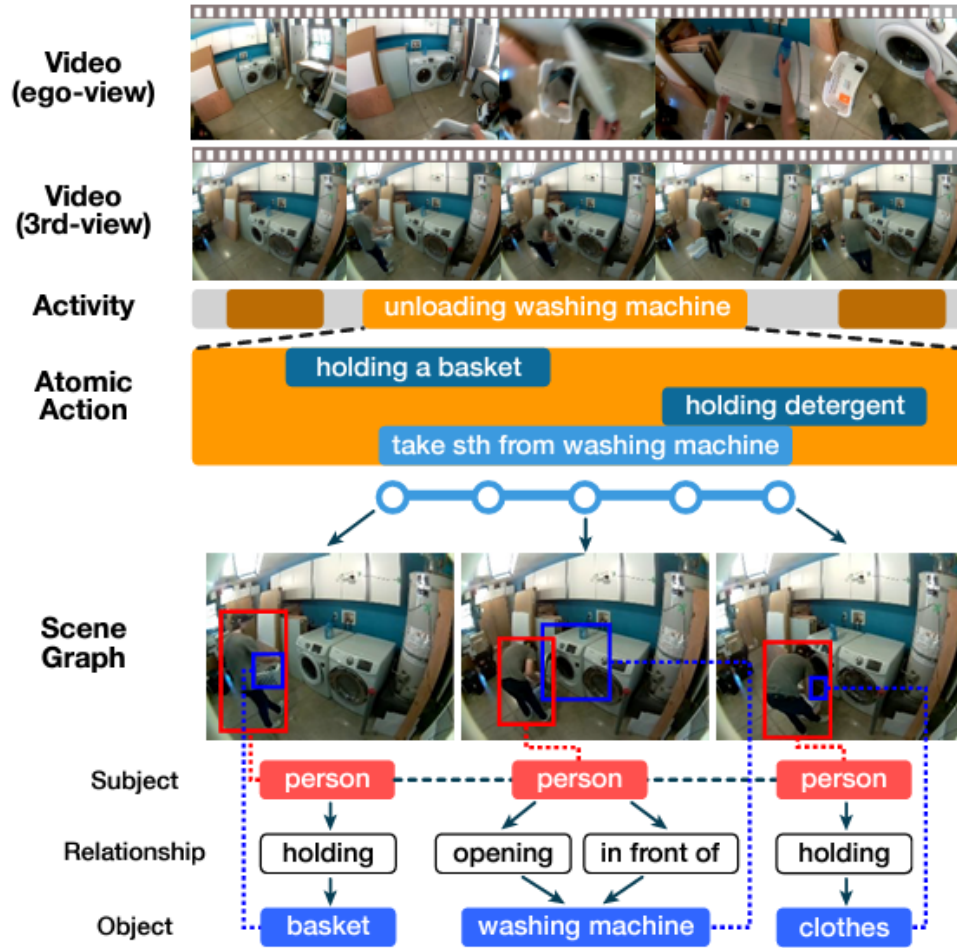 Video
(ego-view)
Video
(3rd-view)
Activity
unloading washing machine
Atomic
Action
holding a basket
holding detergent
take sth from washing machine
Scene
Graph
Subject
person
person
person
Relationship
holding
opening
in front of
holding
Object
basket
washing machine
clothes